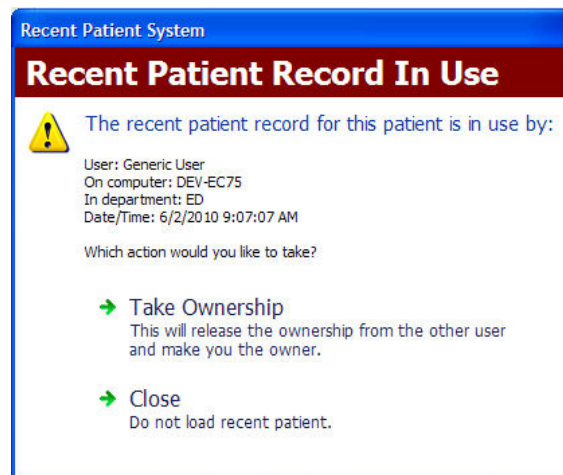 Recent Patient System
Recent Patient Record In Use
The recent patient record for this patient is in use by:
User: Generic User
On computer: DEV-EC75
In department: ED
Date/Time: 6/2/2010 9:07:07 AM
Which action would you like to take?
Take Ownership
This will release the ownership from the other user
and make you the owner.
Close
Do not load recent patient.